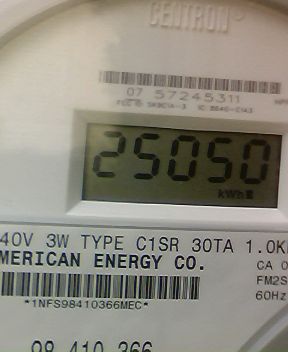 CENTRON®
07 57245311
25050
kWh
40V 3W TYPE C1SR 30TA 1.0K
MERICAN ENERGY CO.
CA 0
FM2S
60Hz
*1NFS98410366MEC*
98 410 366